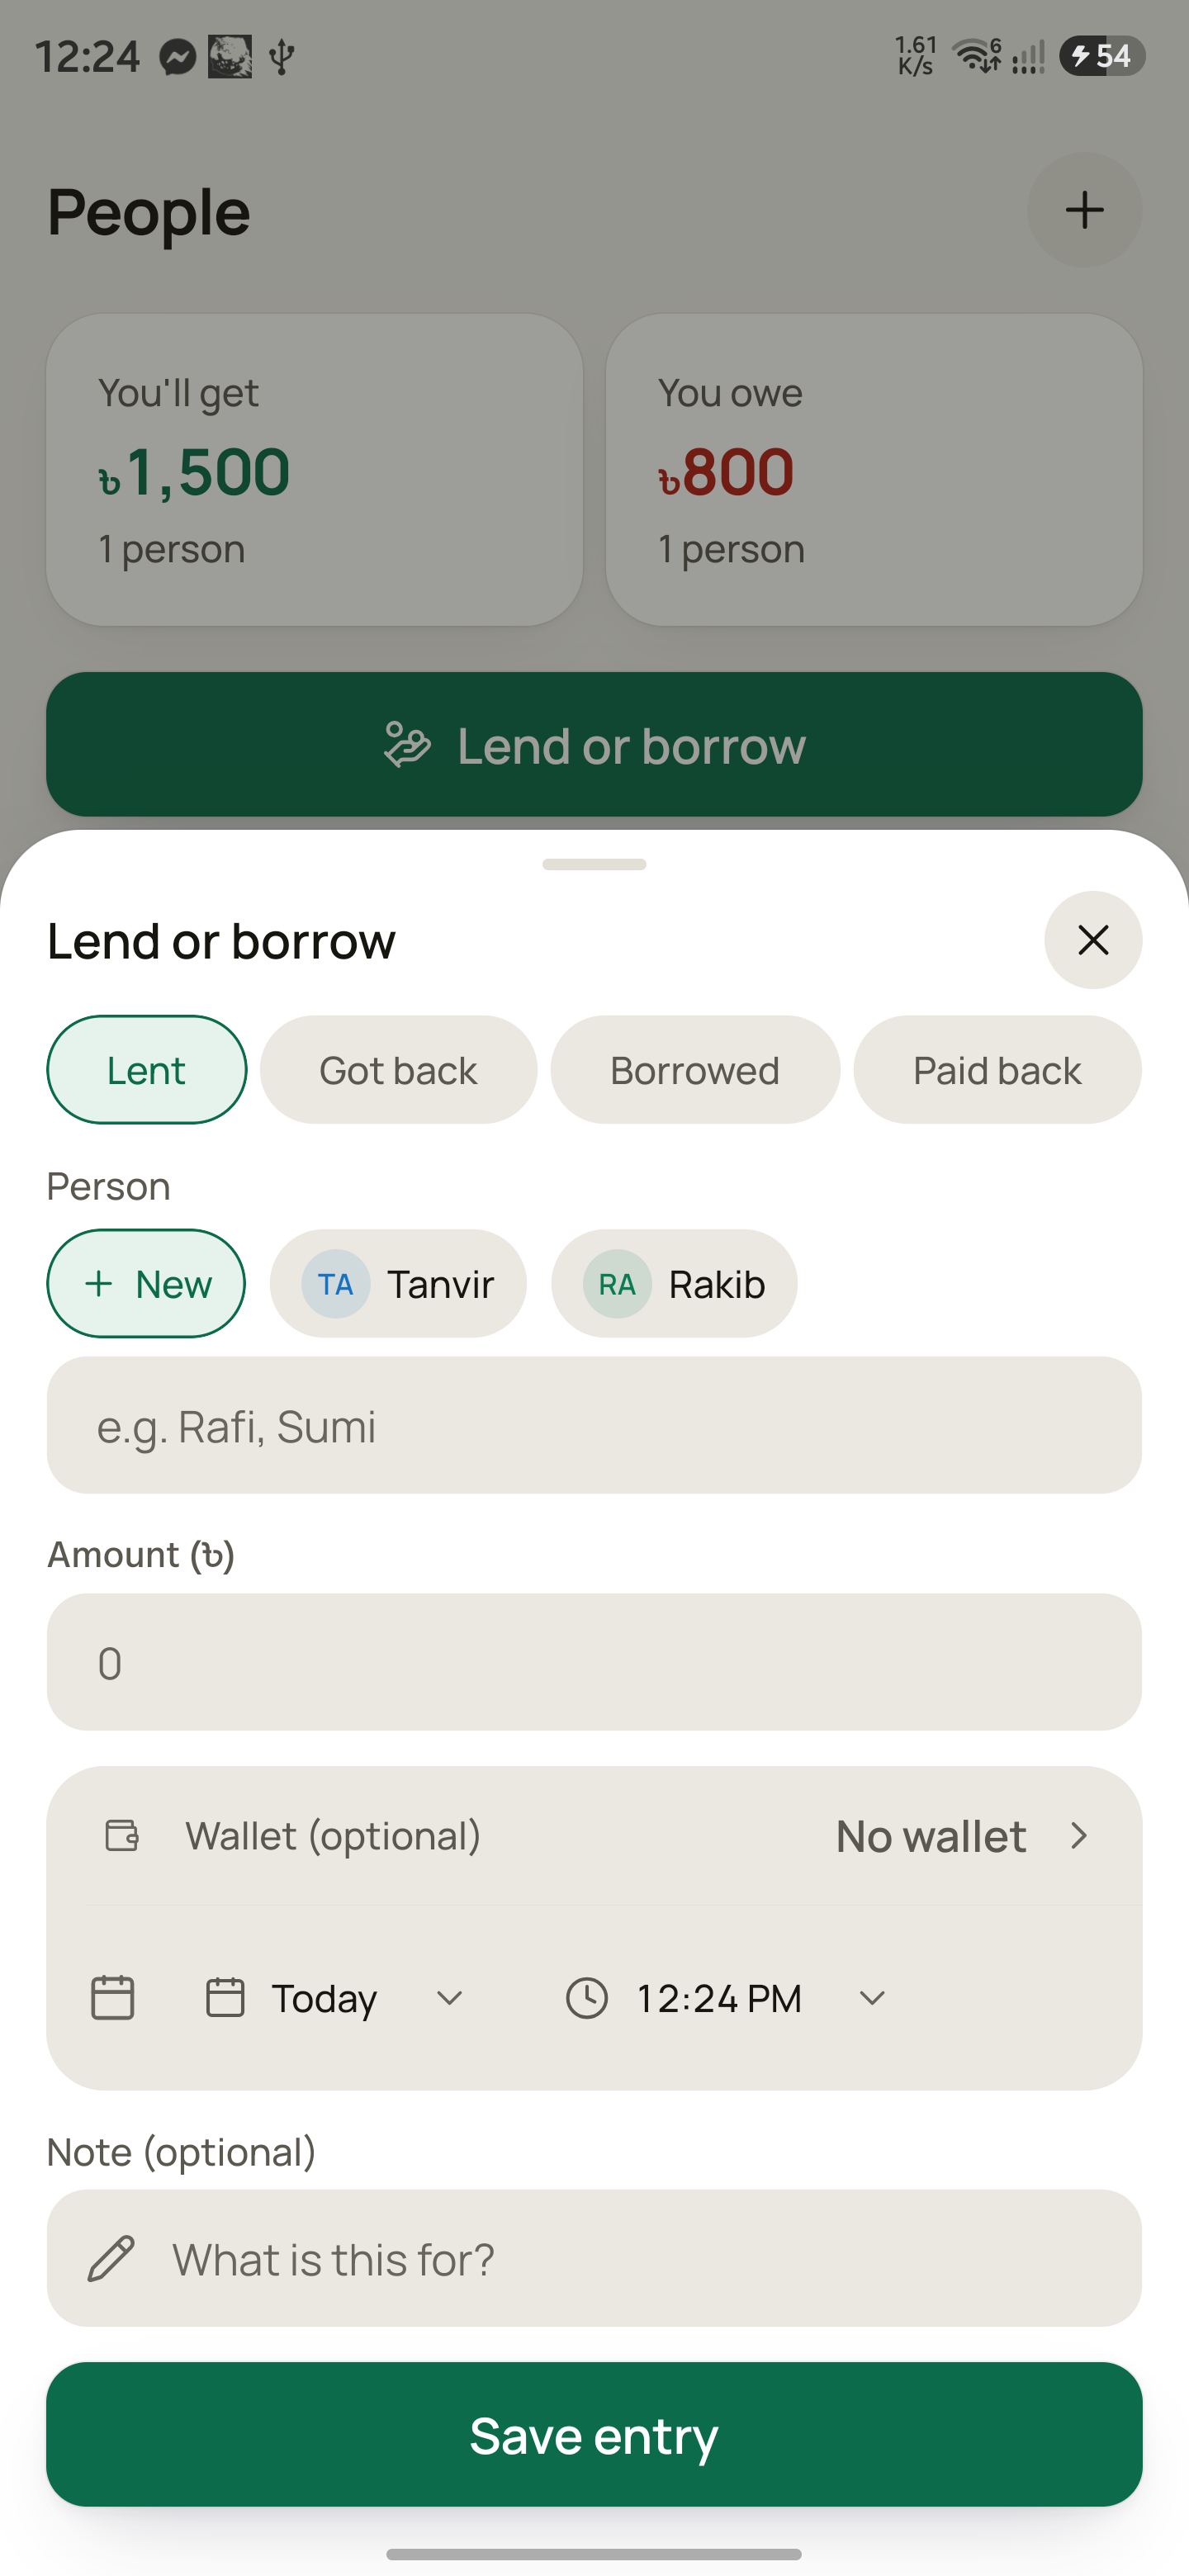 12:24
1.61 K/s
6
54
People
You'll get
৳1,500
1 person
You owe
৳800
1 person
Lend or borrow
Lend or borrow
Lent
Got back
Borrowed
Paid back
Person
+ New
TA Tanvir
RA Rakib
e.g. Rafi, Sumi
Amount (৳)
0
Wallet (optional)
No wallet
Today
12:24 PM
Note (optional)
What is this for?
Save entry